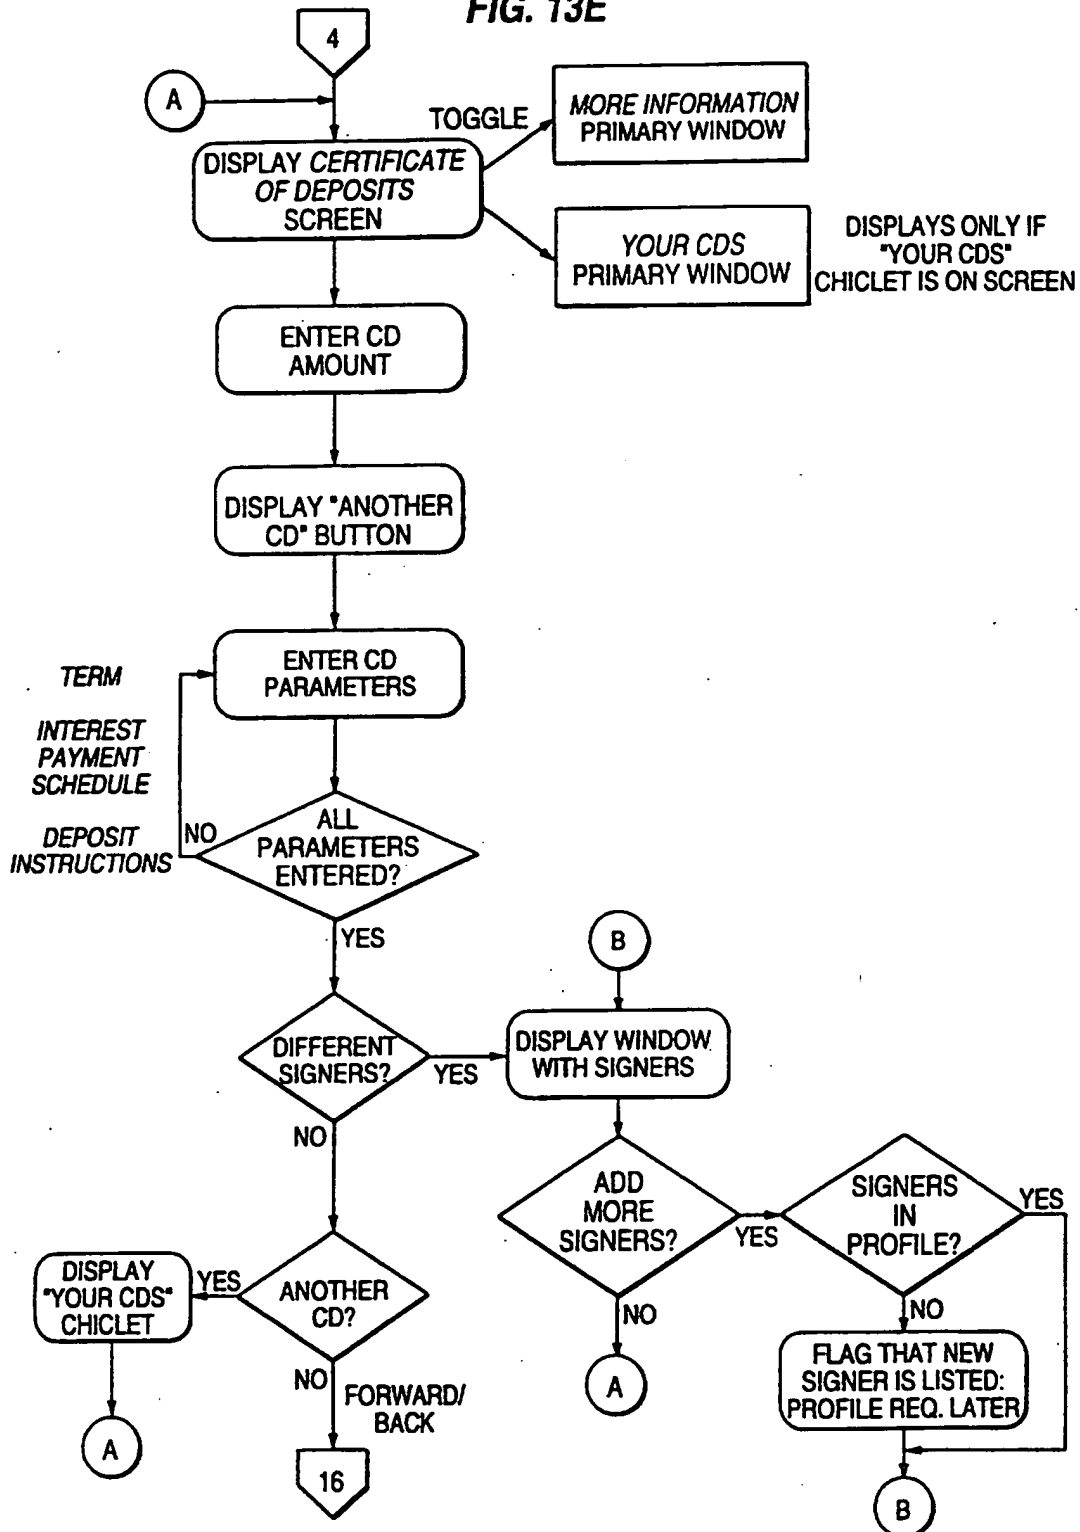 FIG. 13E
4
A
TOGGLE
MORE INFORMATION
PRIMARY WINDOW
DISPLAY CERTIFICATE
OF DEPOSITS
SCREEN
YOUR CDS
PRIMARY WINDOW
DISPLAYS ONLY IF
"YOUR CDS"
CHICLET IS ON SCREEN
ENTER CD
AMOUNT
DISPLAY "ANOTHER
CD" BUTTON
ENTER CD
PARAMETERS
TERM
INTEREST
PAYMENT
SCHEDULE
DEPOSIT
INSTRUCTIONS
NO
ALL
PARAMETERS
ENTERED?
YES
B
DIFFERENT
SIGNERS?
YES
DISPLAY WINDOW
WITH SIGNERS
NO
ADD
MORE
SIGNERS?
YES
SIGNERS
IN
PROFILE?
YES
DISPLAY
"YOUR CDS"
CHICLET
YES
ANOTHER
CD?
NO
NO
FLAG THAT NEW
SIGNER IS LISTED:
PROFILE REQ. LATER
A
NO
FORWARD/
BACK
A
16
B